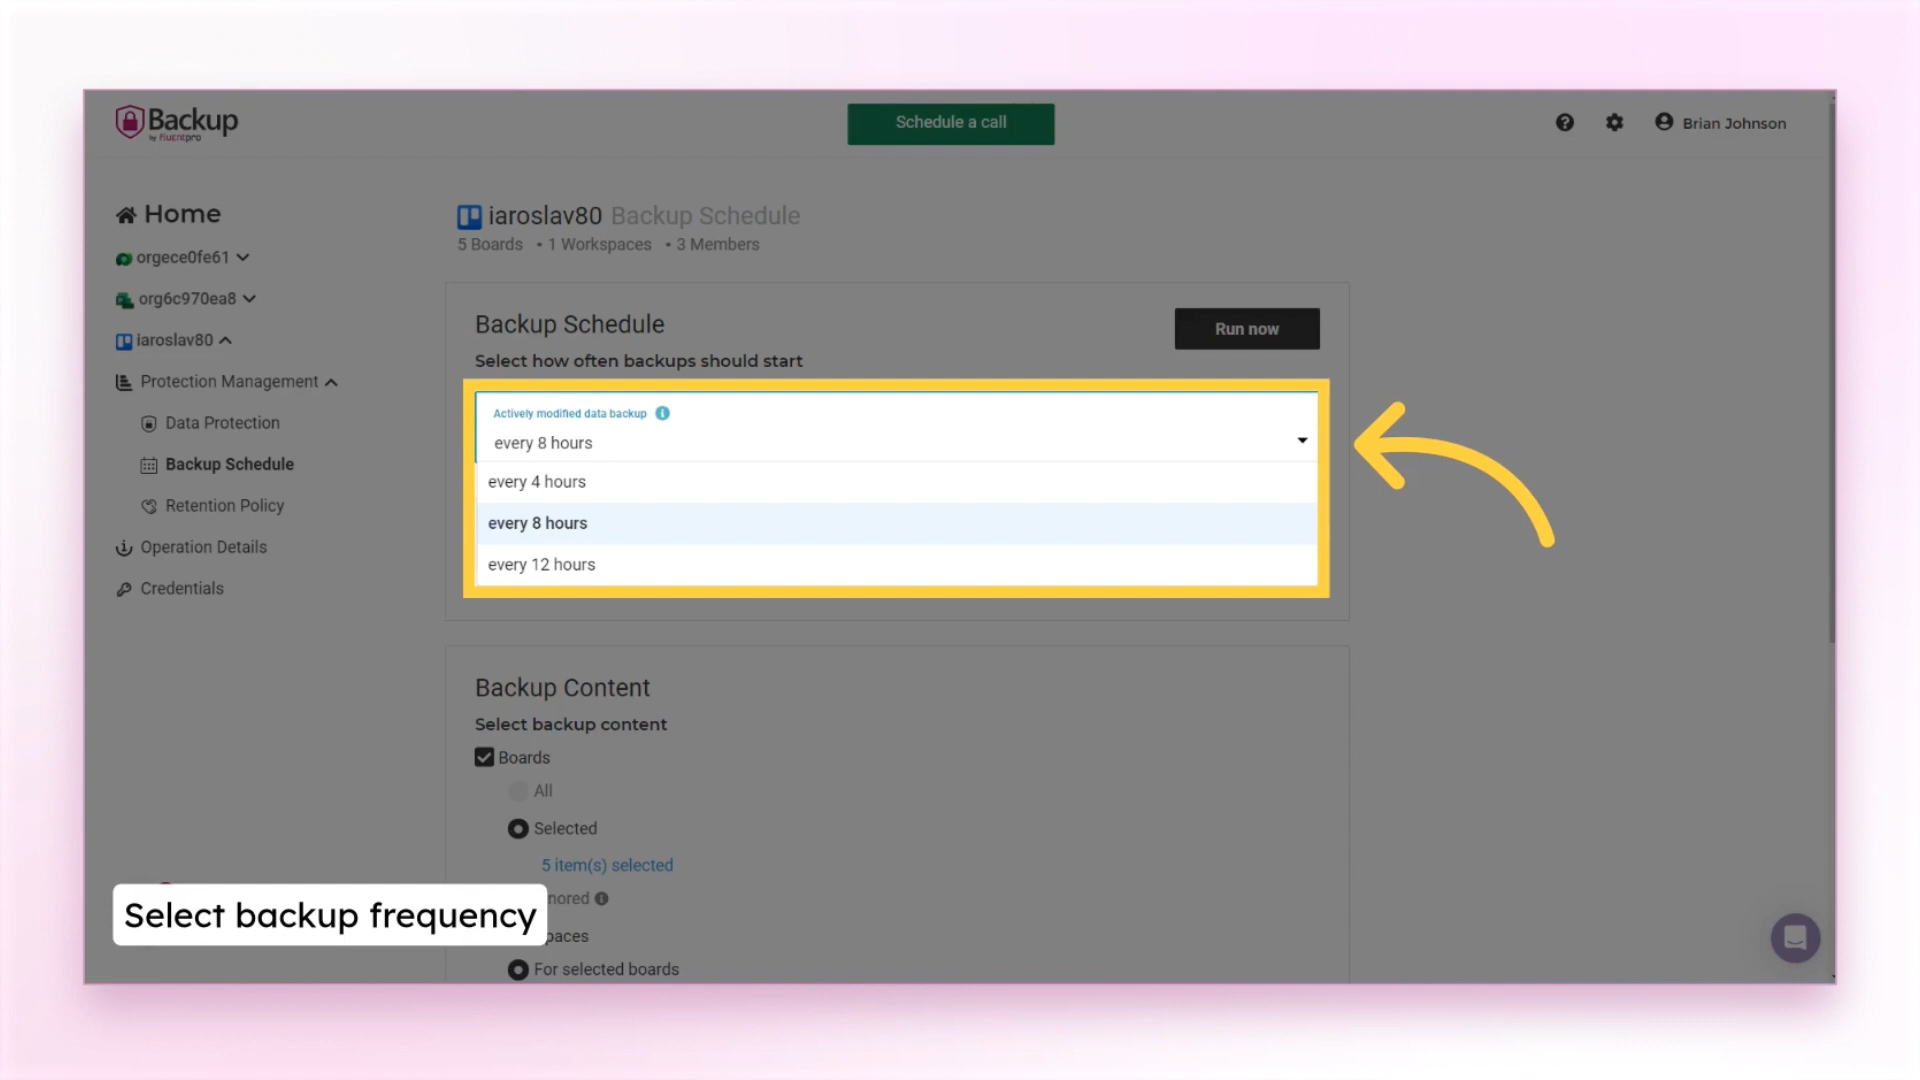 Backup
by fluentpro
Schedule a call
Brian Johnson
Home
orgece0fe61
org6c970ea8
iaroslav80
Protection Management
Data Protection
Backup Schedule
Retention Policy
Operation Details
Credentials
iaroslav80 Backup Schedule
5 Boards • 1 Workspaces • 3 Members
Backup Schedule
Run now
Select how often backups should start
Actively modified data backup
every 8 hours
every 4 hours
every 8 hours
every 12 hours
Backup Content
Select backup content
Boards
All
Selected
5 item(s) selected
nored
paces
For selected boards
Select backup frequency